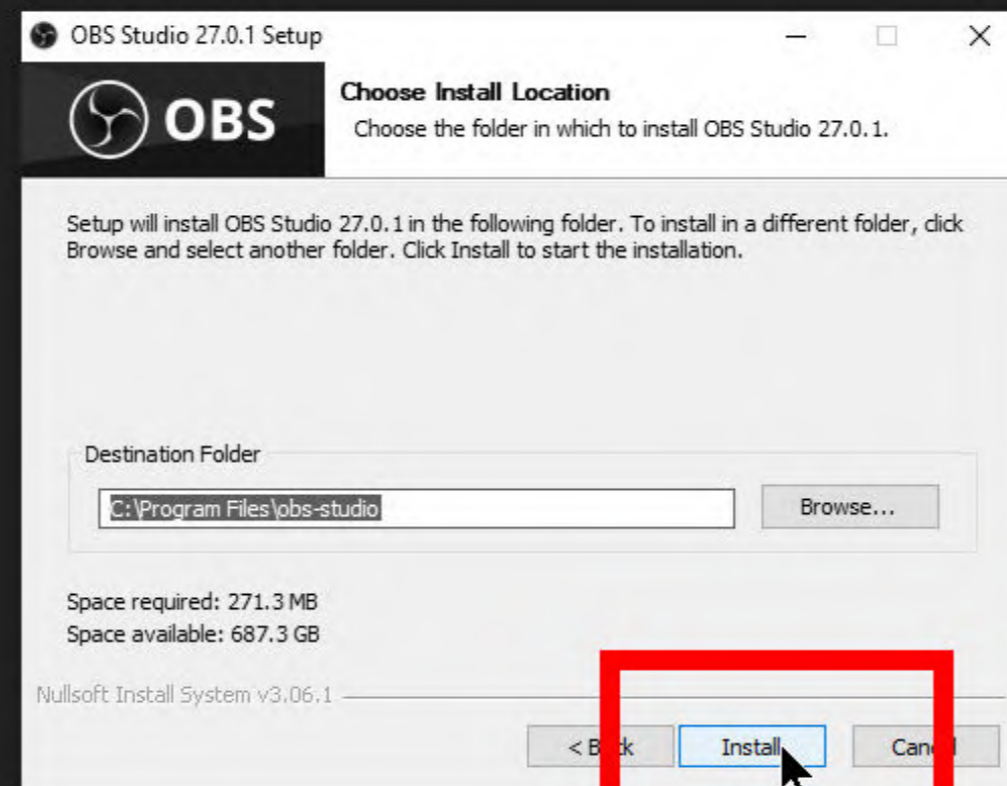 OBS Studio 27.0.1 Setup
OBS
Choose Install Location
Choose the folder in which to install OBS Studio 27.0.1.
Setup will install OBS Studio 27.0.1 in the following folder. To install in a different folder, click
Browse and select another folder. Click Install to start the installation.
Destination Folder
C:\Program Files\obs-studio
Browse...
Space required: 271.3 MB
Space available: 687.3 GB
Nullsoft Install System v3.06.1
Install